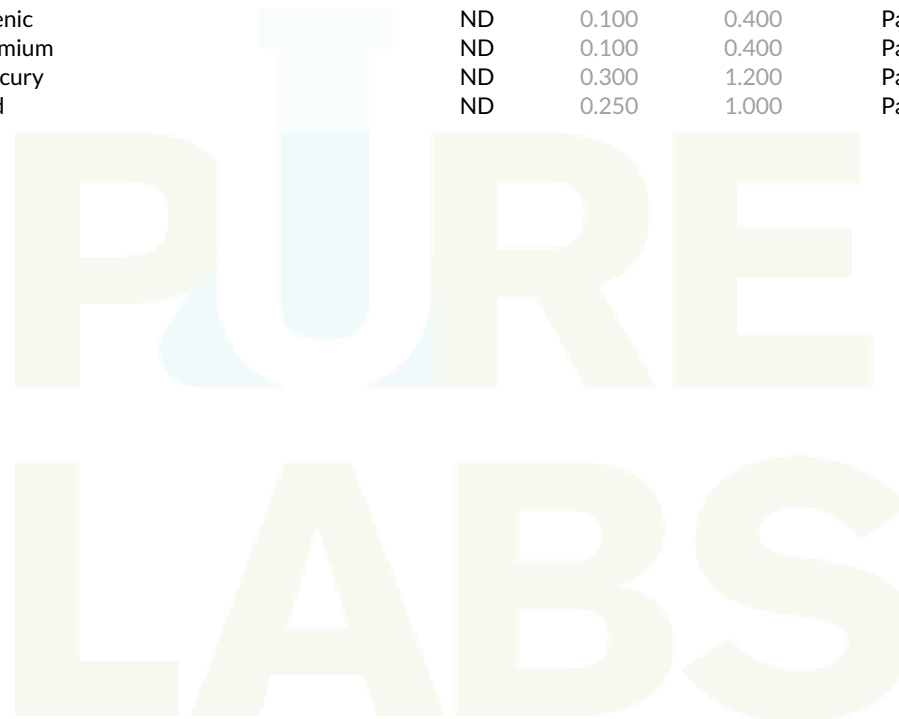 enic ND 0.100 0.400 Pa
mium ND 0.100 0.400 Pa
cury ND 0.300 1.200 Pa
d ND 0.250 1.000 Pa
PURE
LABS